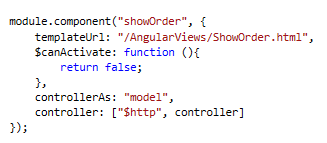 module.component("showOrder", {
    templateUrl: "/AngularViews/ShowOrder.html",
    $canActivate: function (){
        return false;
    },
    controllerAs: "model",
    controller: ["$http", controller]
});